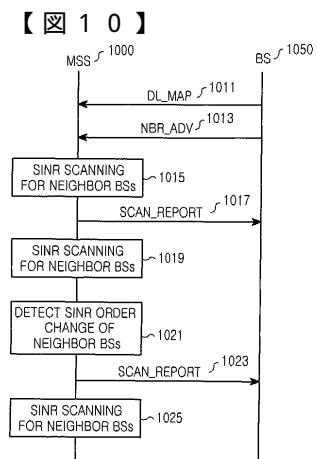 【図１０】
MSS 1000
BS 1050
DL_MAP 1011
NBR_ADV 1013
SINR SCANNING
FOR NEIGHBOR BSs
1015
SCAN_REPORT 1017
SINR SCANNING
FOR NEIGHBOR BSs
1019
DETECT SINR ORDER
CHANGE OF
NEIGHBOR BSs
1021
SCAN_REPORT 1023
SINR SCANNING
FOR NEIGHBOR BSs
1025